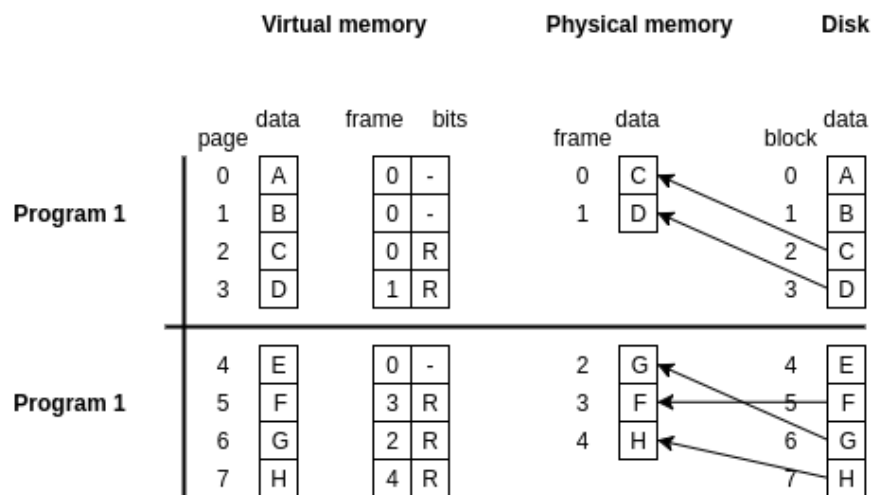 Virtual memory Physical memory Disk
data frame bits data data
page frame block
0 A 0 - 0 C 0 A
Program 1 1 B 0 - 1 D 1 B
2 C 0 R 2 C
3 D 1 R 3 D
4 E 0 - 2 G 4 E
Program 1 5 F 3 R 3 F 5 F
6 G 2 R 4 H 6 G
7 H 4 R 7 H